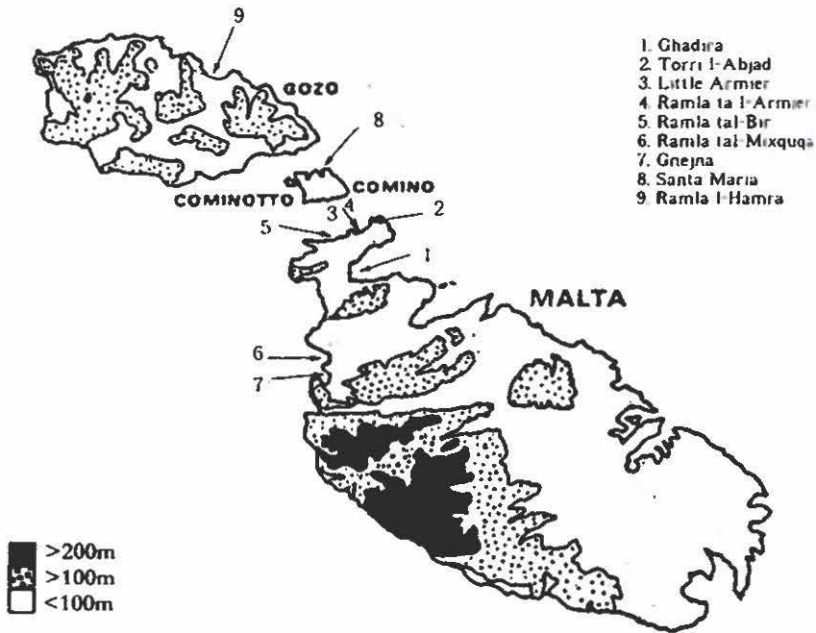 9
GOZO
8
COMINOTTO
COMINO
3 4
2
5
1
MALTA
6
7
1. Ghadira
2. Torri l-Abjad
3. Little Armier
4. Ramla ta l-Armier
5. Ramla tal-Bir
6. Ramla tal-Mixquqa
7. Gnejna
8. Santa Maria
9. Ramla l-Hamra
>200m
>100m
<100m